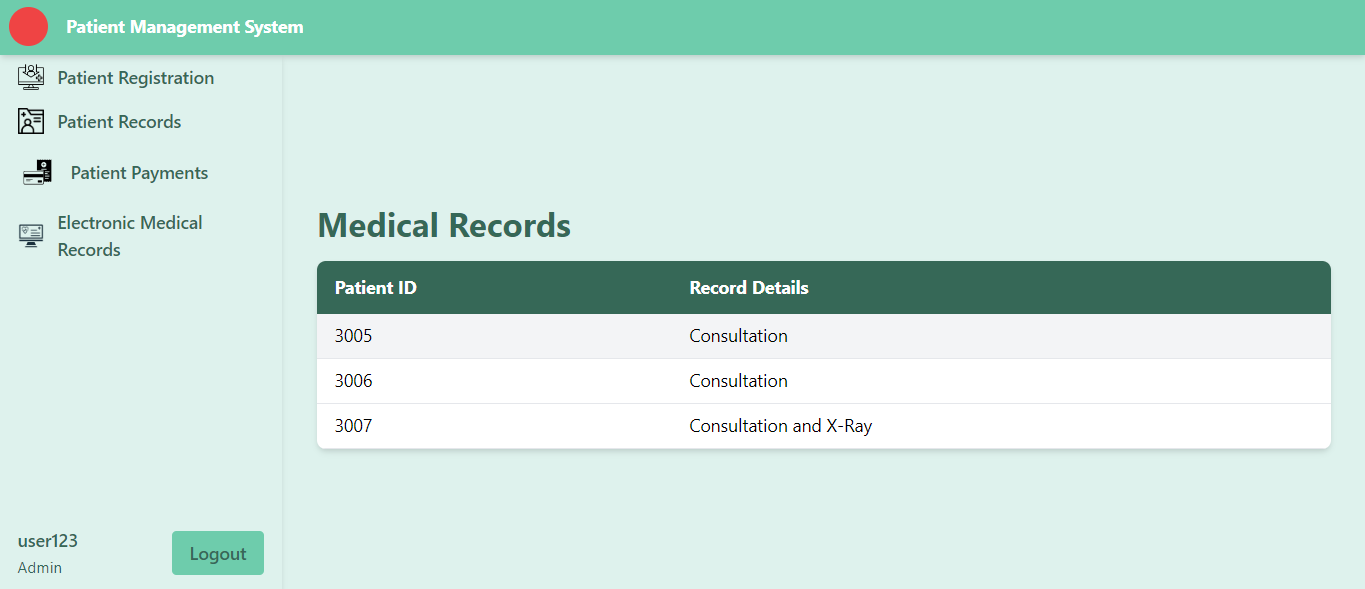 Patient Management System
Patient Registration
Patient Records
Patient Payments
Electronic Medical
Records
user123
Admin
Logout
Medical Records
Patient ID Record Details
3005 Consultation
3006 Consultation
3007 Consultation and X-Ray